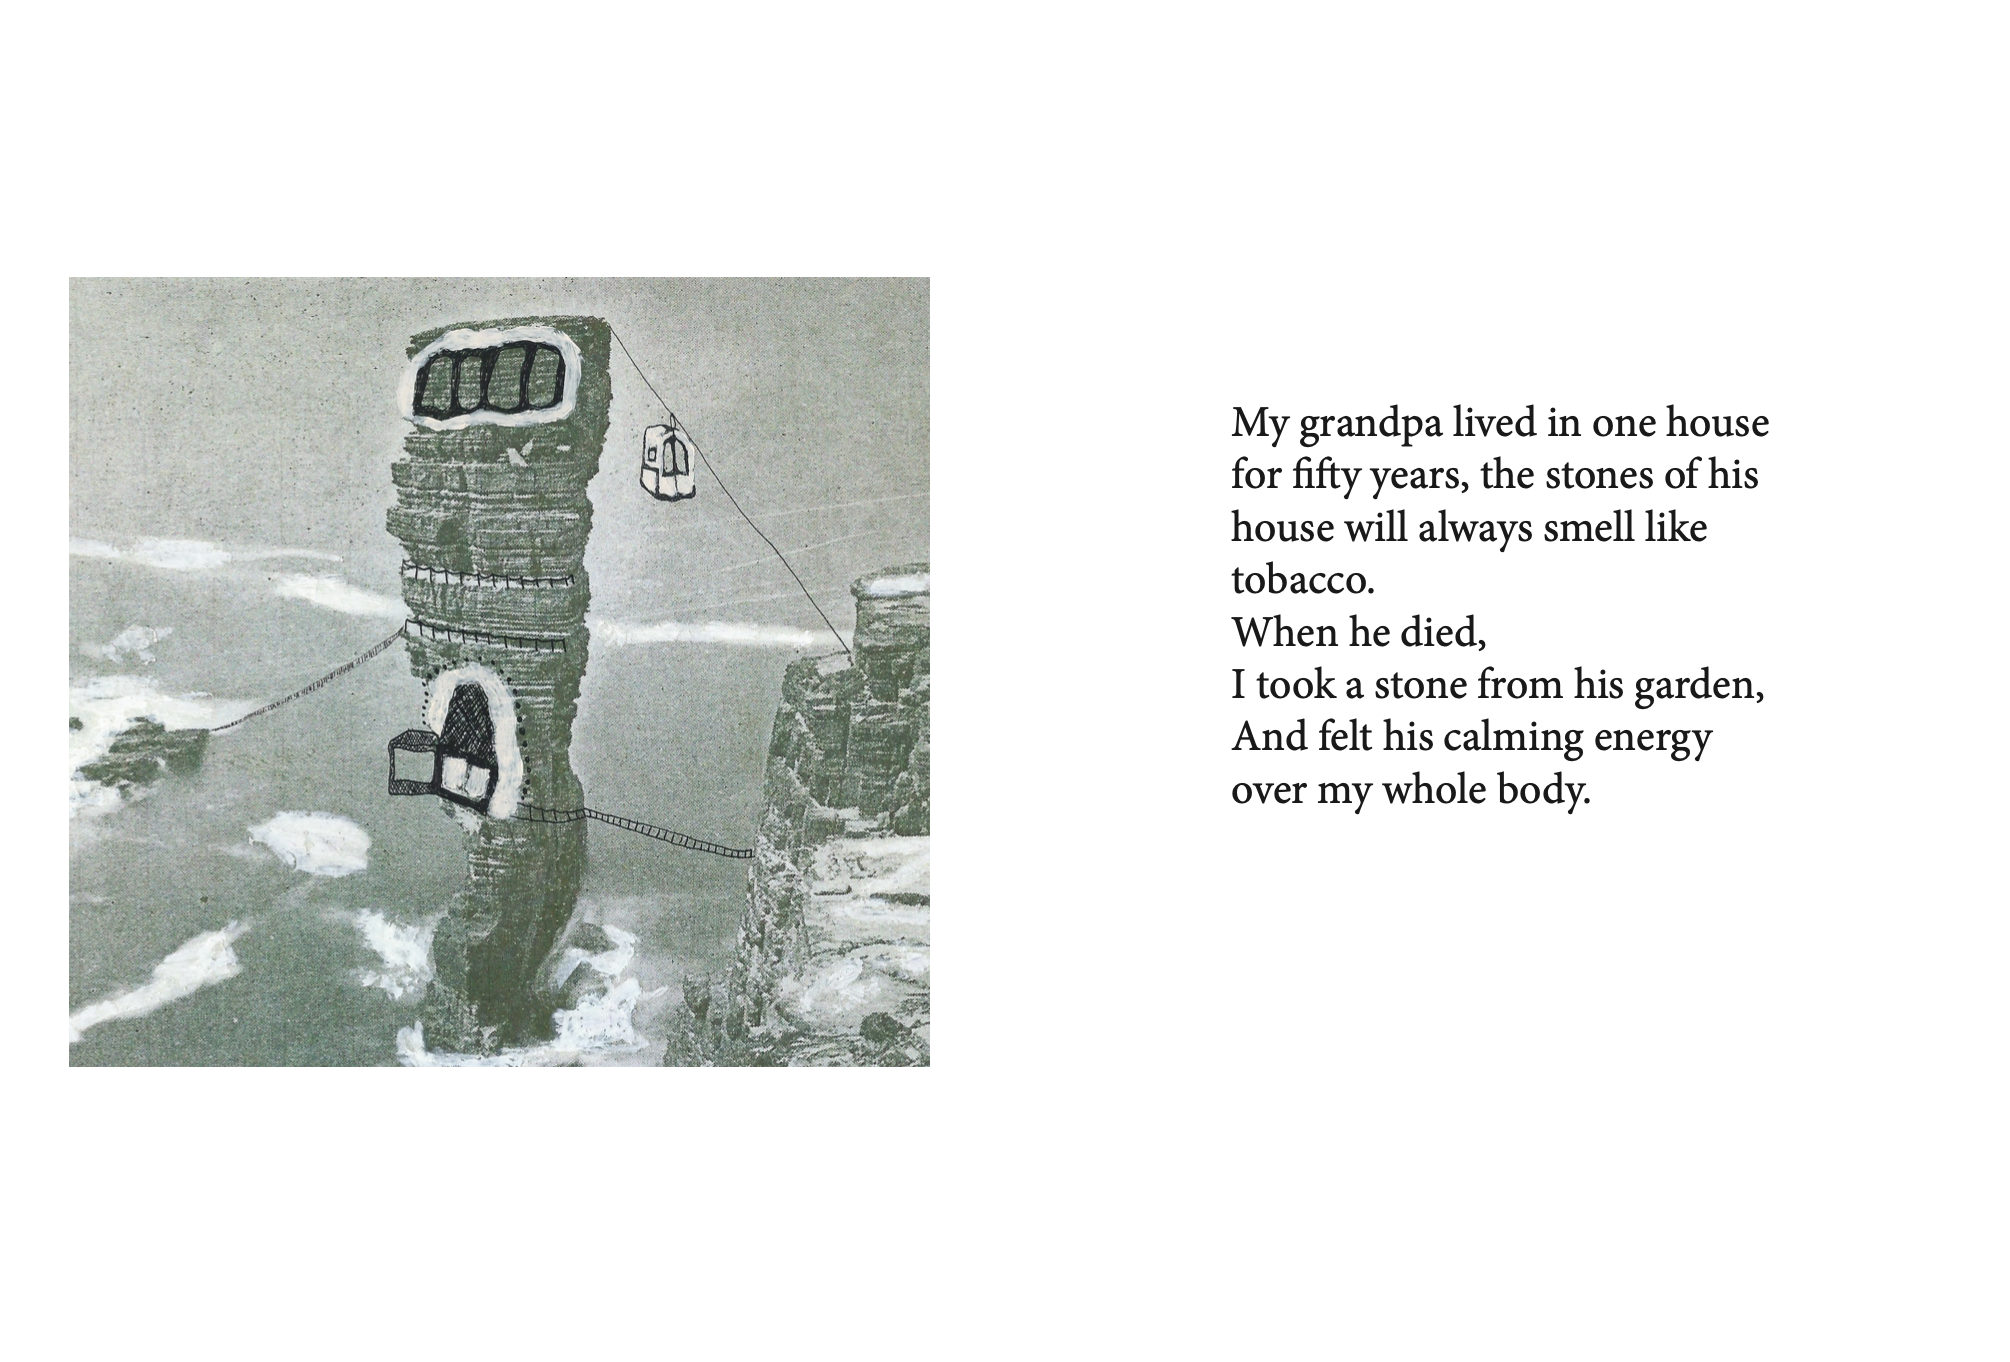 My grandpa lived in one house
for fifty years, the stones of his
house will always smell like
tobacco.
When he died,
I took a stone from his garden,
And felt his calming energy
over my whole body.